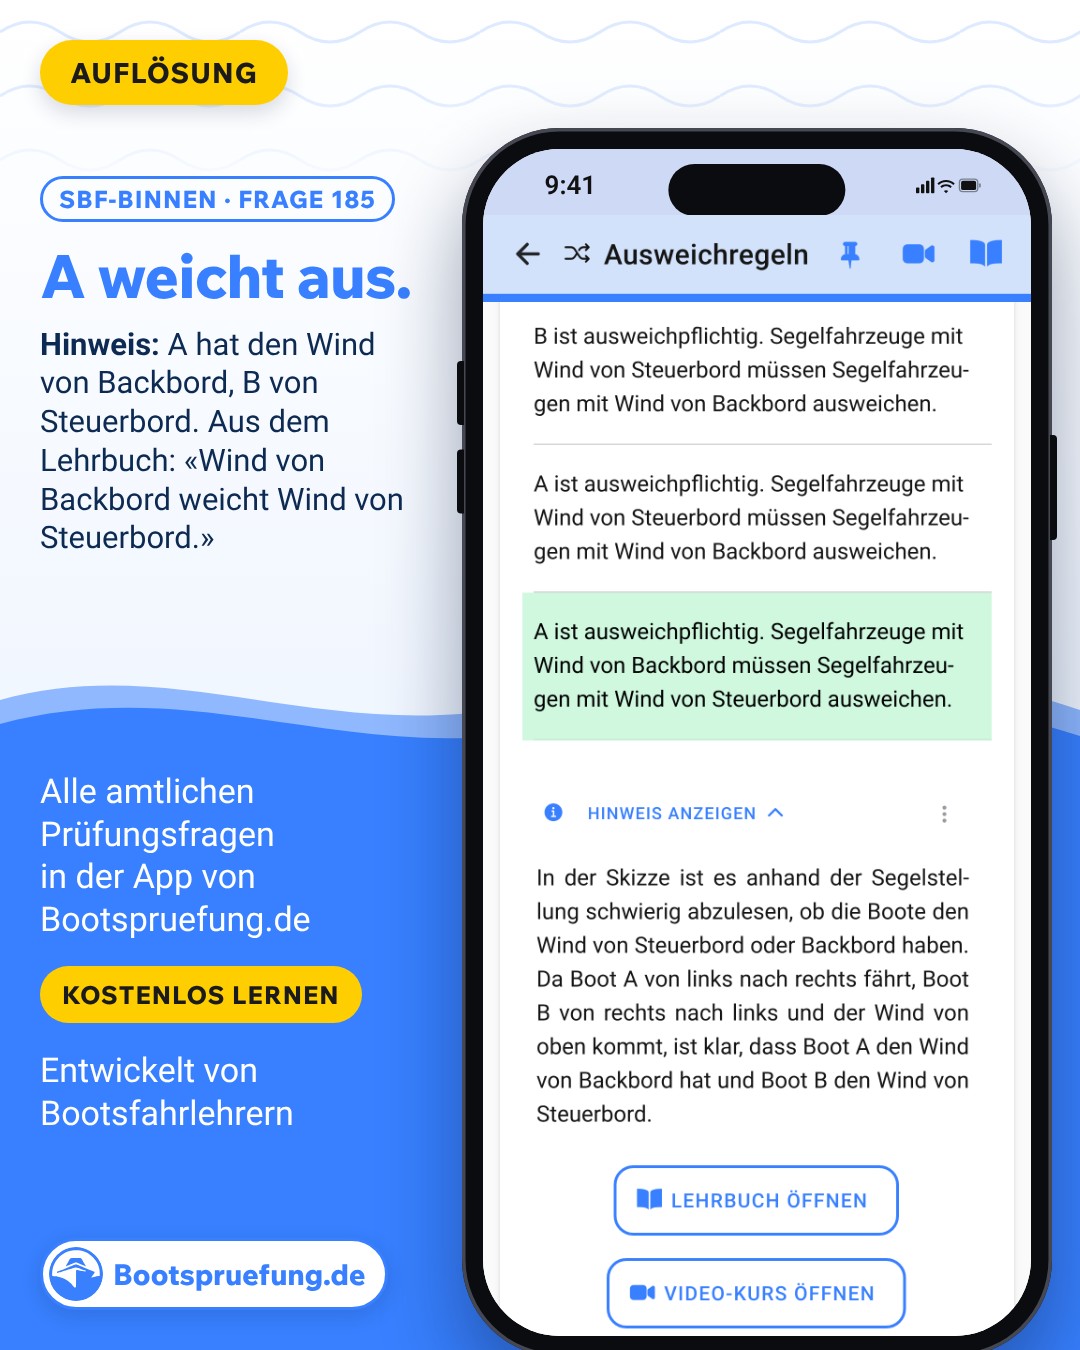 AUFLÖSUNG
SBF-BINNEN · FRAGE 185
A weicht aus.
Hinweis: A hat den Wind
von Backbord, B von
Steuerbord. Aus dem
Lehrbuch: «Wind von
Backbord weicht Wind von
Steuerbord.»
Alle amtlichen
Prüfungsfragen
in der App von
Bootspruefung.de
KOSTENLOS LERNEN
Entwickelt von
Bootsfahrlehrern
Bootspruefung.de
9:41
Ausweichregeln
B ist ausweichpflichtig. Segelfahrzeuge mit
Wind von Steuerbord müssen Segelfahrzeu-
gen mit Wind von Backbord ausweichen.
A ist ausweichpflichtig. Segelfahrzeuge mit
Wind von Steuerbord müssen Segelfahrzeu-
gen mit Wind von Backbord ausweichen.
A ist ausweichpflichtig. Segelfahrzeuge mit
Wind von Backbord müssen Segelfahrzeu-
gen mit Wind von Steuerbord ausweichen.
HINWEIS ANZEIGEN
In der Skizze ist es anhand der Segelstel-
lung schwierig abzulesen, ob die Boote den
Wind von Steuerbord oder Backbord haben.
Da Boot A von links nach rechts fährt, Boot
B von rechts nach links und der Wind von
oben kommt, ist klar, dass Boot A den Wind
von Backbord hat und Boot B den Wind von
Steuerbord.
LEHRBUCH ÖFFNEN
VIDEO-KURS ÖFFNEN